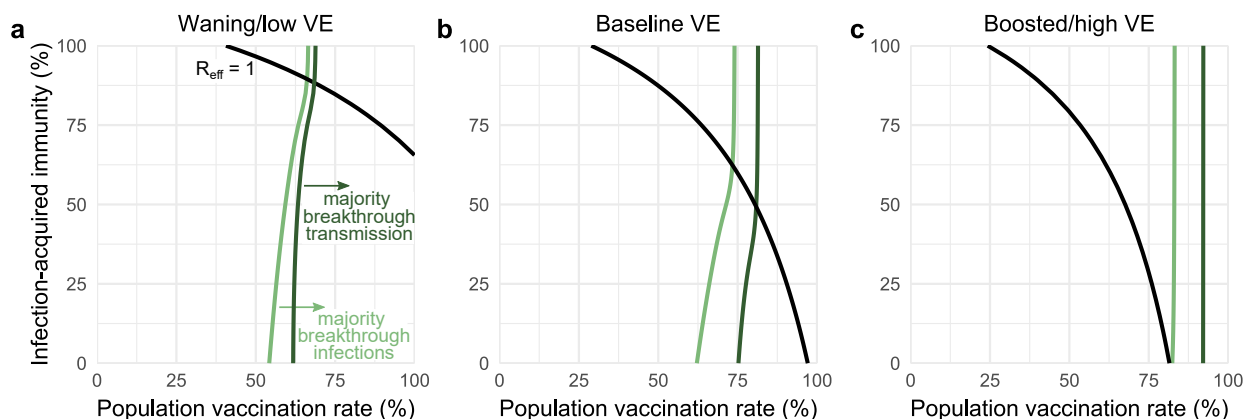 a
Waning/low VE
b
Baseline VE
c
Boosted/high VE
Infection-acquired immunity (%)
100
75
50
25
0
R_eff = 1
majority
breakthrough
transmission
majority
breakthrough
infections
0 25 50 75 100
Population vaccination rate (%)
100
75
50
25
0
0 25 50 75 100
Population vaccination rate (%)
100
75
50
25
0
0 25 50 75 100
Population vaccination rate (%)